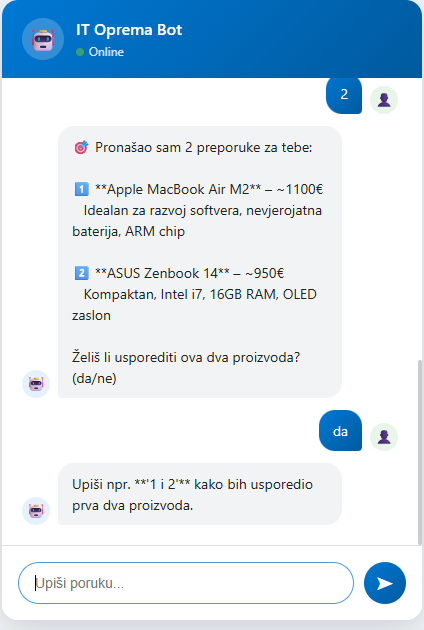 IT Oprema Bot
Online
2
🎯 Pronašao sam 2 preporuke za tebe:
1️⃣ **Apple MacBook Air M2** – ~1100€
Idealan za razvoj softvera, nevjerojatna
baterija, ARM chip
2️⃣ **ASUS Zenbook 14** – ~950€
Kompaktan, Intel i7, 16GB RAM, OLED
zaslon
Želiš li usporediti ova dva proizvoda?
(da/ne)
da
Upiši npr. **'1 i 2'** kako bih usporedio
prva dva proizvoda.
Upiši poruku...